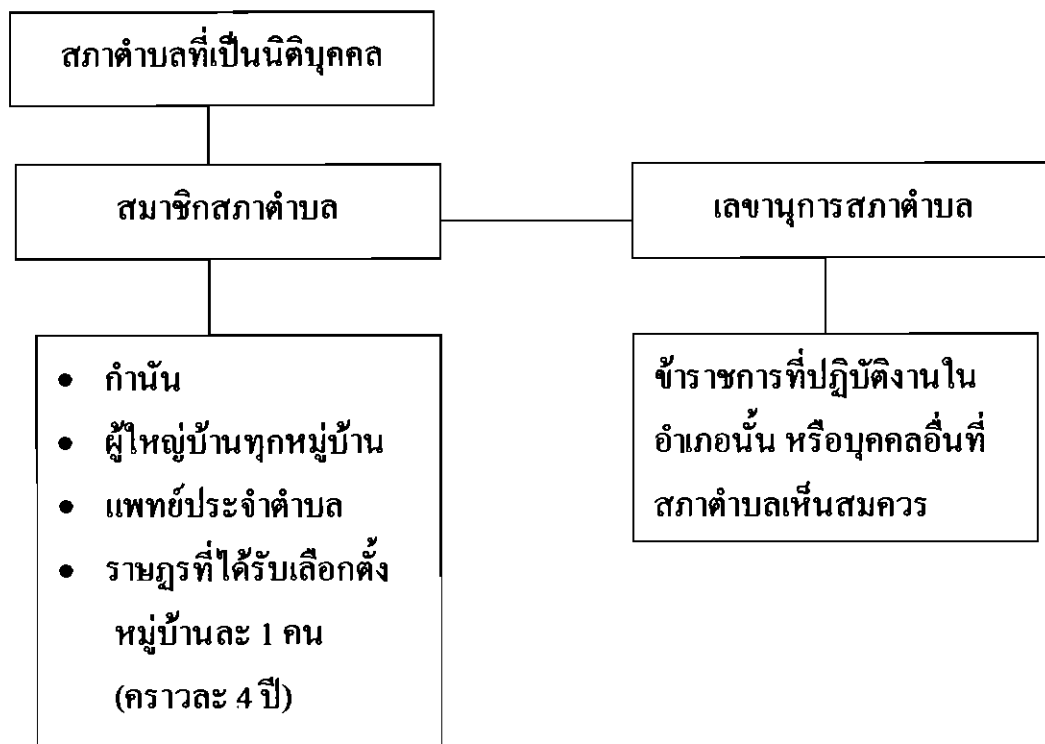 สภาตำบลที่เป็นนิติบุคคล
สมาชิกสภาตำบล
เลขานุการสภาตำบล
• กำนัน
• ผู้ใหญ่บ้านทุกหมู่บ้าน
• แพทย์ประจำตำบล
• ราษฎรที่ได้รับเลือกตั้ง
หมู่บ้านละ 1 คน
(คราวละ 4 ปี)
ข้าราชการที่ปฏิบัติงานใน
อำเภอนั้น หรือบุคคลอื่นที่
สภาตำบลเห็นสมควร